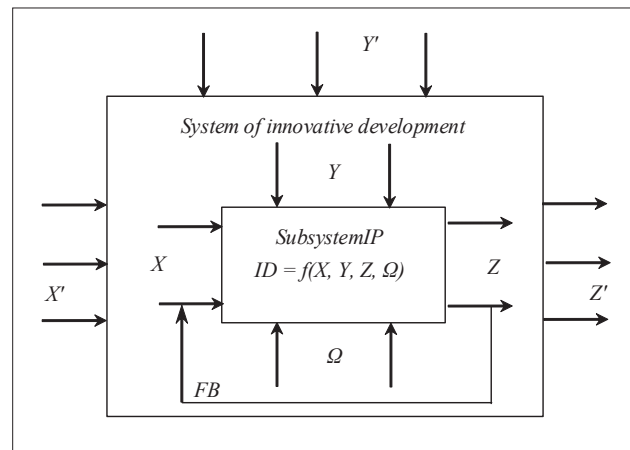 Y'
System of innovative development
Y
X'
X
SubsystemIP
ID = f(X, Y, Z, Ω)
Z
Z'
Ω
FB